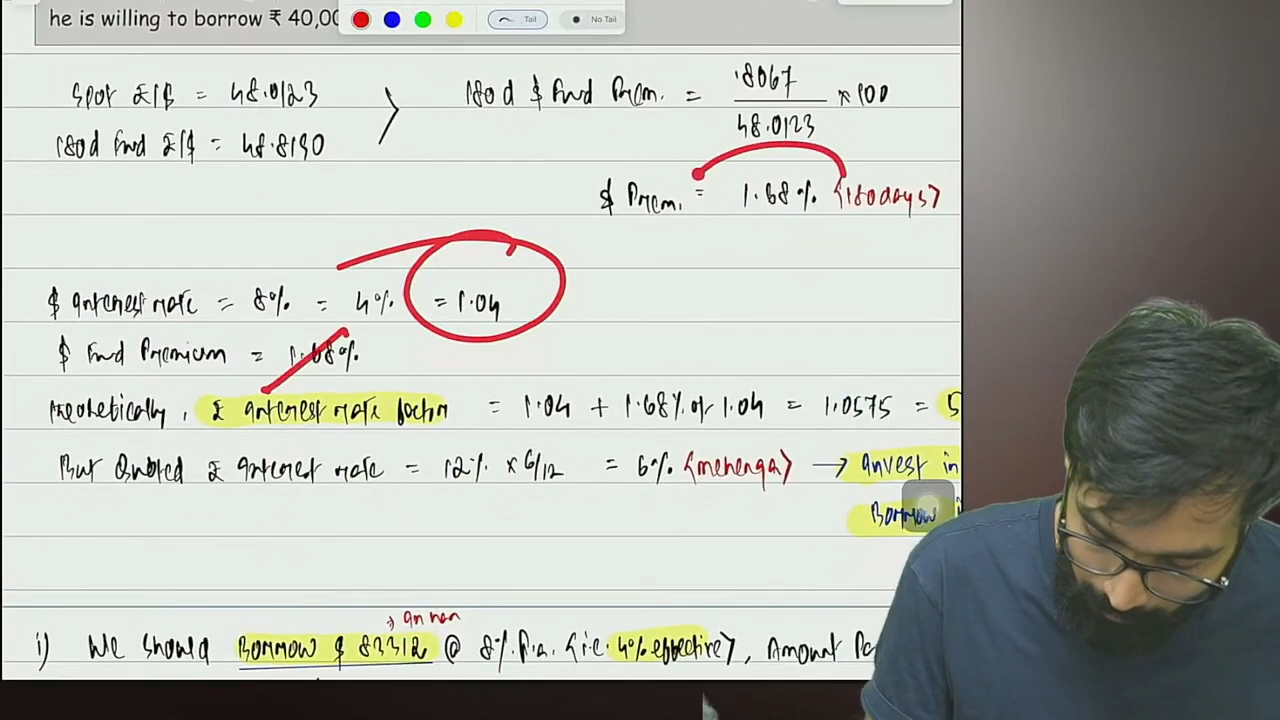 he is willing to borrow ₹ 40,00
Tail
No Tail
Spot ₹/$ = 48.0123
180d Fwd ₹/$ = 48.8190
180d $ Fwd Prem. = .8067 / 48.0123 × 100
$ Prem. = 1.68% {180days}
$ interest rate = 8% = 4% = 1.04
$ Fwd Premium = 1.68%
Theoretically, ₹ interest rate factor = 1.04 + 1.68% of 1.04 = 1.0575 = 5
But Quoted ₹ interest rate = 12% × 6/12 = 6% {mehenga} → invest in
Borrow
i) We should Borrow $ 83312 @ 8% p.a. {i.e. 4% effective}, Amount